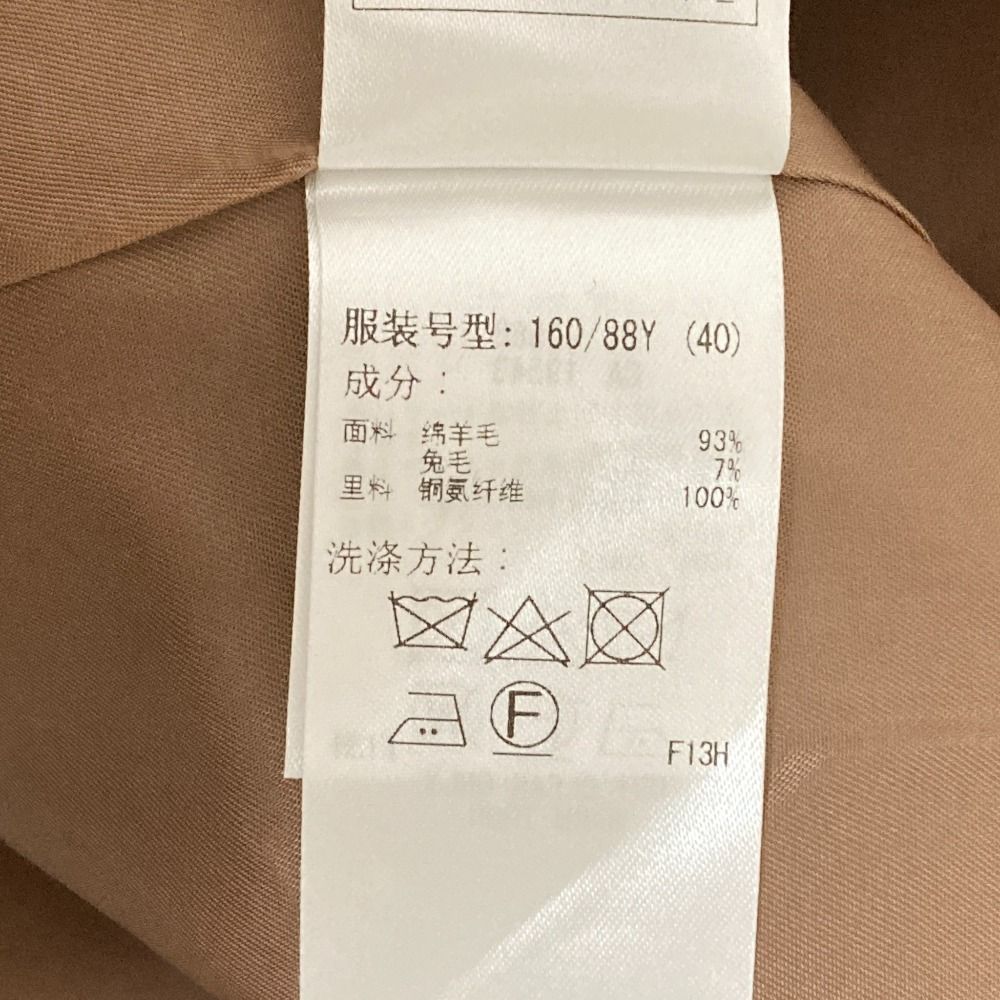 服装号型: 160/88Y (40)
成分:
面料 绵羊毛 93%
兔毛 7%
里料 铜氨纤维 100%
洗涤方法:
F
F13H